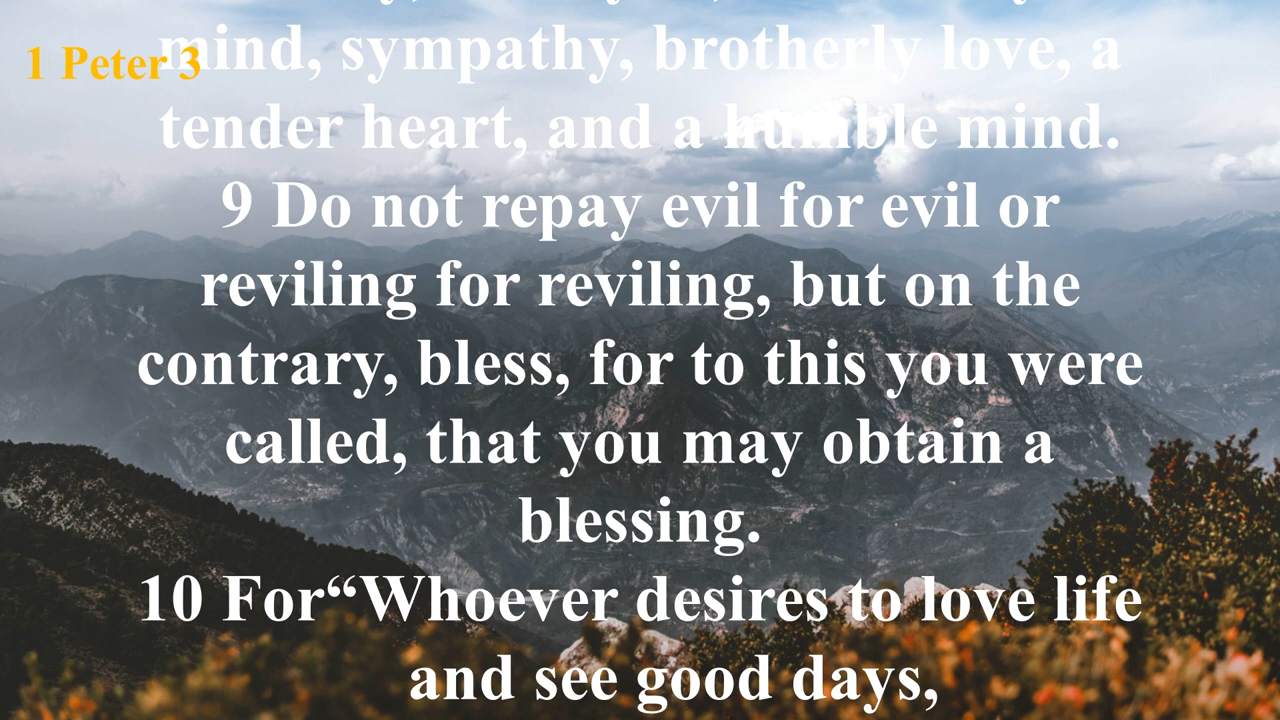 1 Peter 3
mind, sympathy, brotherly love, a
tender heart, and a humble mind.
9 Do not repay evil for evil or
reviling for reviling, but on the
contrary, bless, for to this you were
called, that you may obtain a
blessing.
10 For“Whoever desires to love life
and see good days,